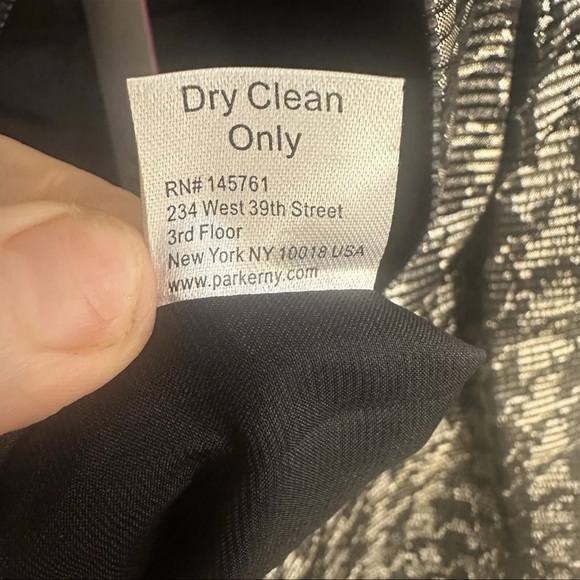 Dry Clean
Only
RN# 145761
234 West 39th Street
3rd Floor
New York NY 10018 USA
www.parkerny.com